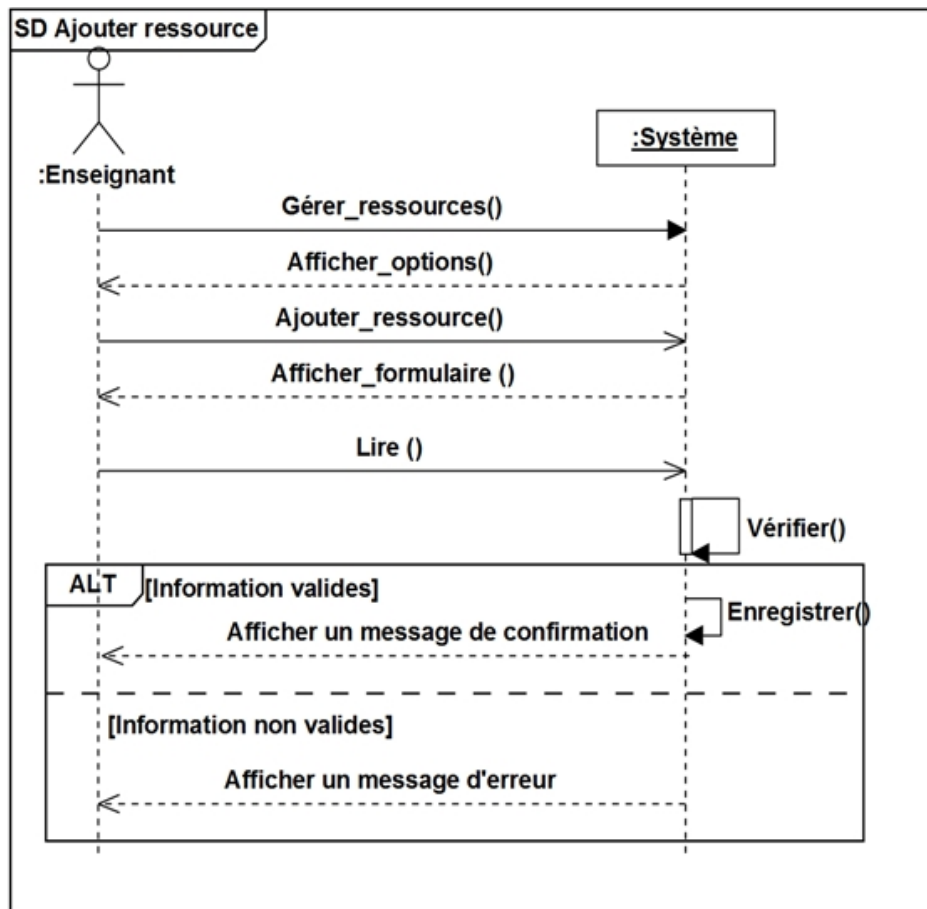 SD Ajouter ressource
:Enseignant
:Système
Gérer_ressources()
Afficher_options()
Ajouter_ressource()
Afficher_formulaire ()
Lire ()
Vérifier()
ALT
[Information valides]
Enregistrer()
Afficher un message de confirmation
[Information non valides]
Afficher un message d'erreur